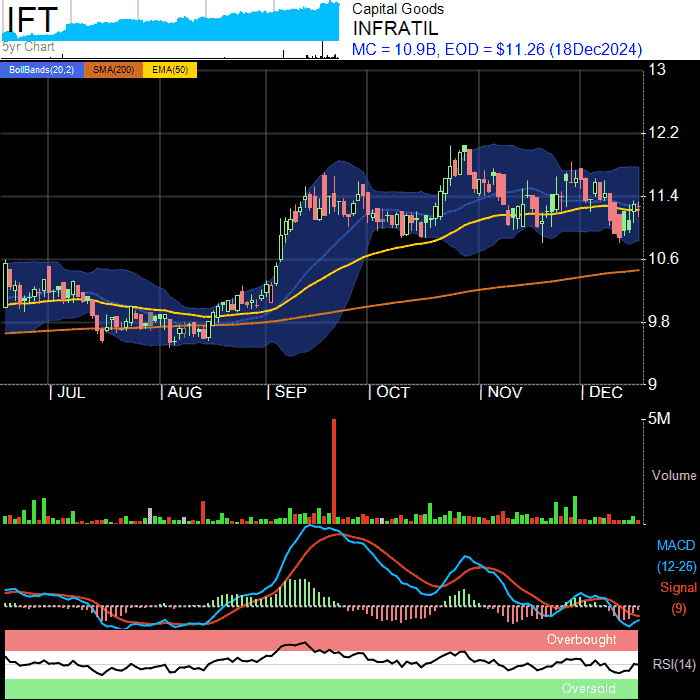 IFT
5yr Chart
Capital Goods
INFRATIL
MC = 10.9B, EOD = $11.26 (18Dec2024)
BollBands(20,2) SMA(200) EMA(50)
13
12.2
11.4
10.6
9.8
9
JUL AUG SEP OCT NOV DEC
5M
Volume
MACD
(12-26)
Signal
(9)
Overbought
RSI(14)
Oversold